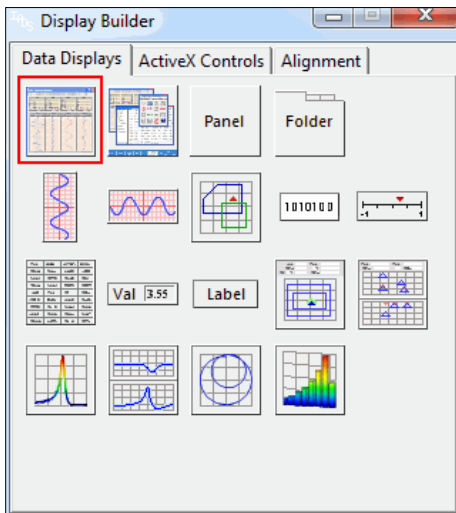 Display Builder
Data Displays
ActiveX Controls
Alignment
Panel
Folder
1010100
-1 1
Val 3.55
Label